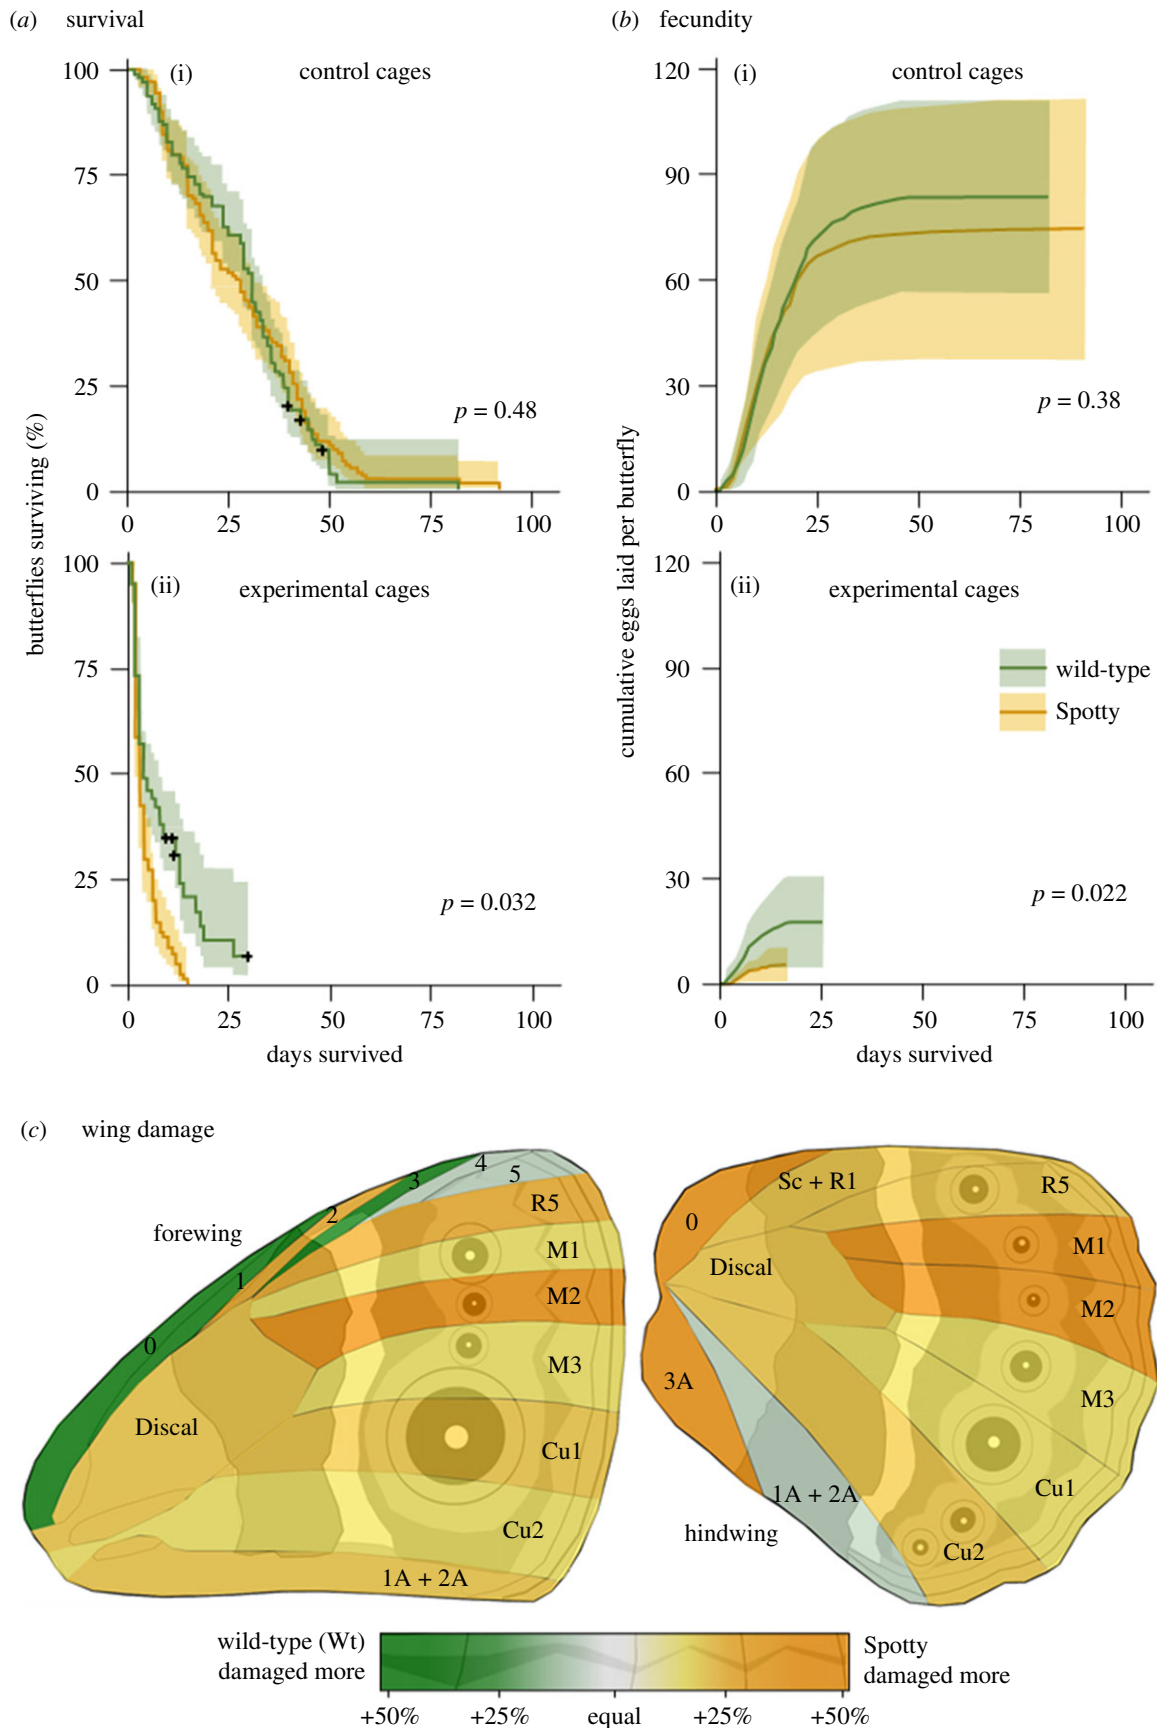 (a) survival
(b) fecundity
100
75
50
25
0
(i)
control cages
p = 0.48
0 25 50 75 100
120
90
60
30
0
(i)
control cages
p = 0.38
0 25 50 75 100
butterflies surviving (%)
cumulative eggs laid per butterfly
100
75
50
25
0
(ii)
experimental cages
p = 0.032
0 25 50 75 100
days survived
120
90
60
30
0
(ii)
experimental cages
wild-type
Spotty
p = 0.022
0 25 50 75 100
days survived
(c) wing damage
forewing
0
1
2
3
4
5
R5
M1
M2
M3
Discal
Cu1
Cu2
1A + 2A
Sc + R1
R5
0
Discal
M1
M2
3A
M3
1A + 2A
Cu1
hindwing
Cu2
wild-type (Wt)
damaged more
Spotty
damaged more
+50% +25% equal +25% +50%